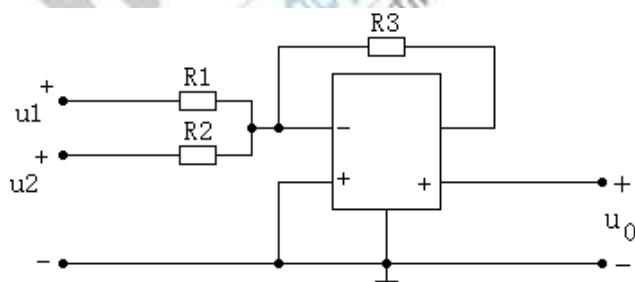 R3
+ R1
u1 −
+ R2
u2 + + +
u0
− −